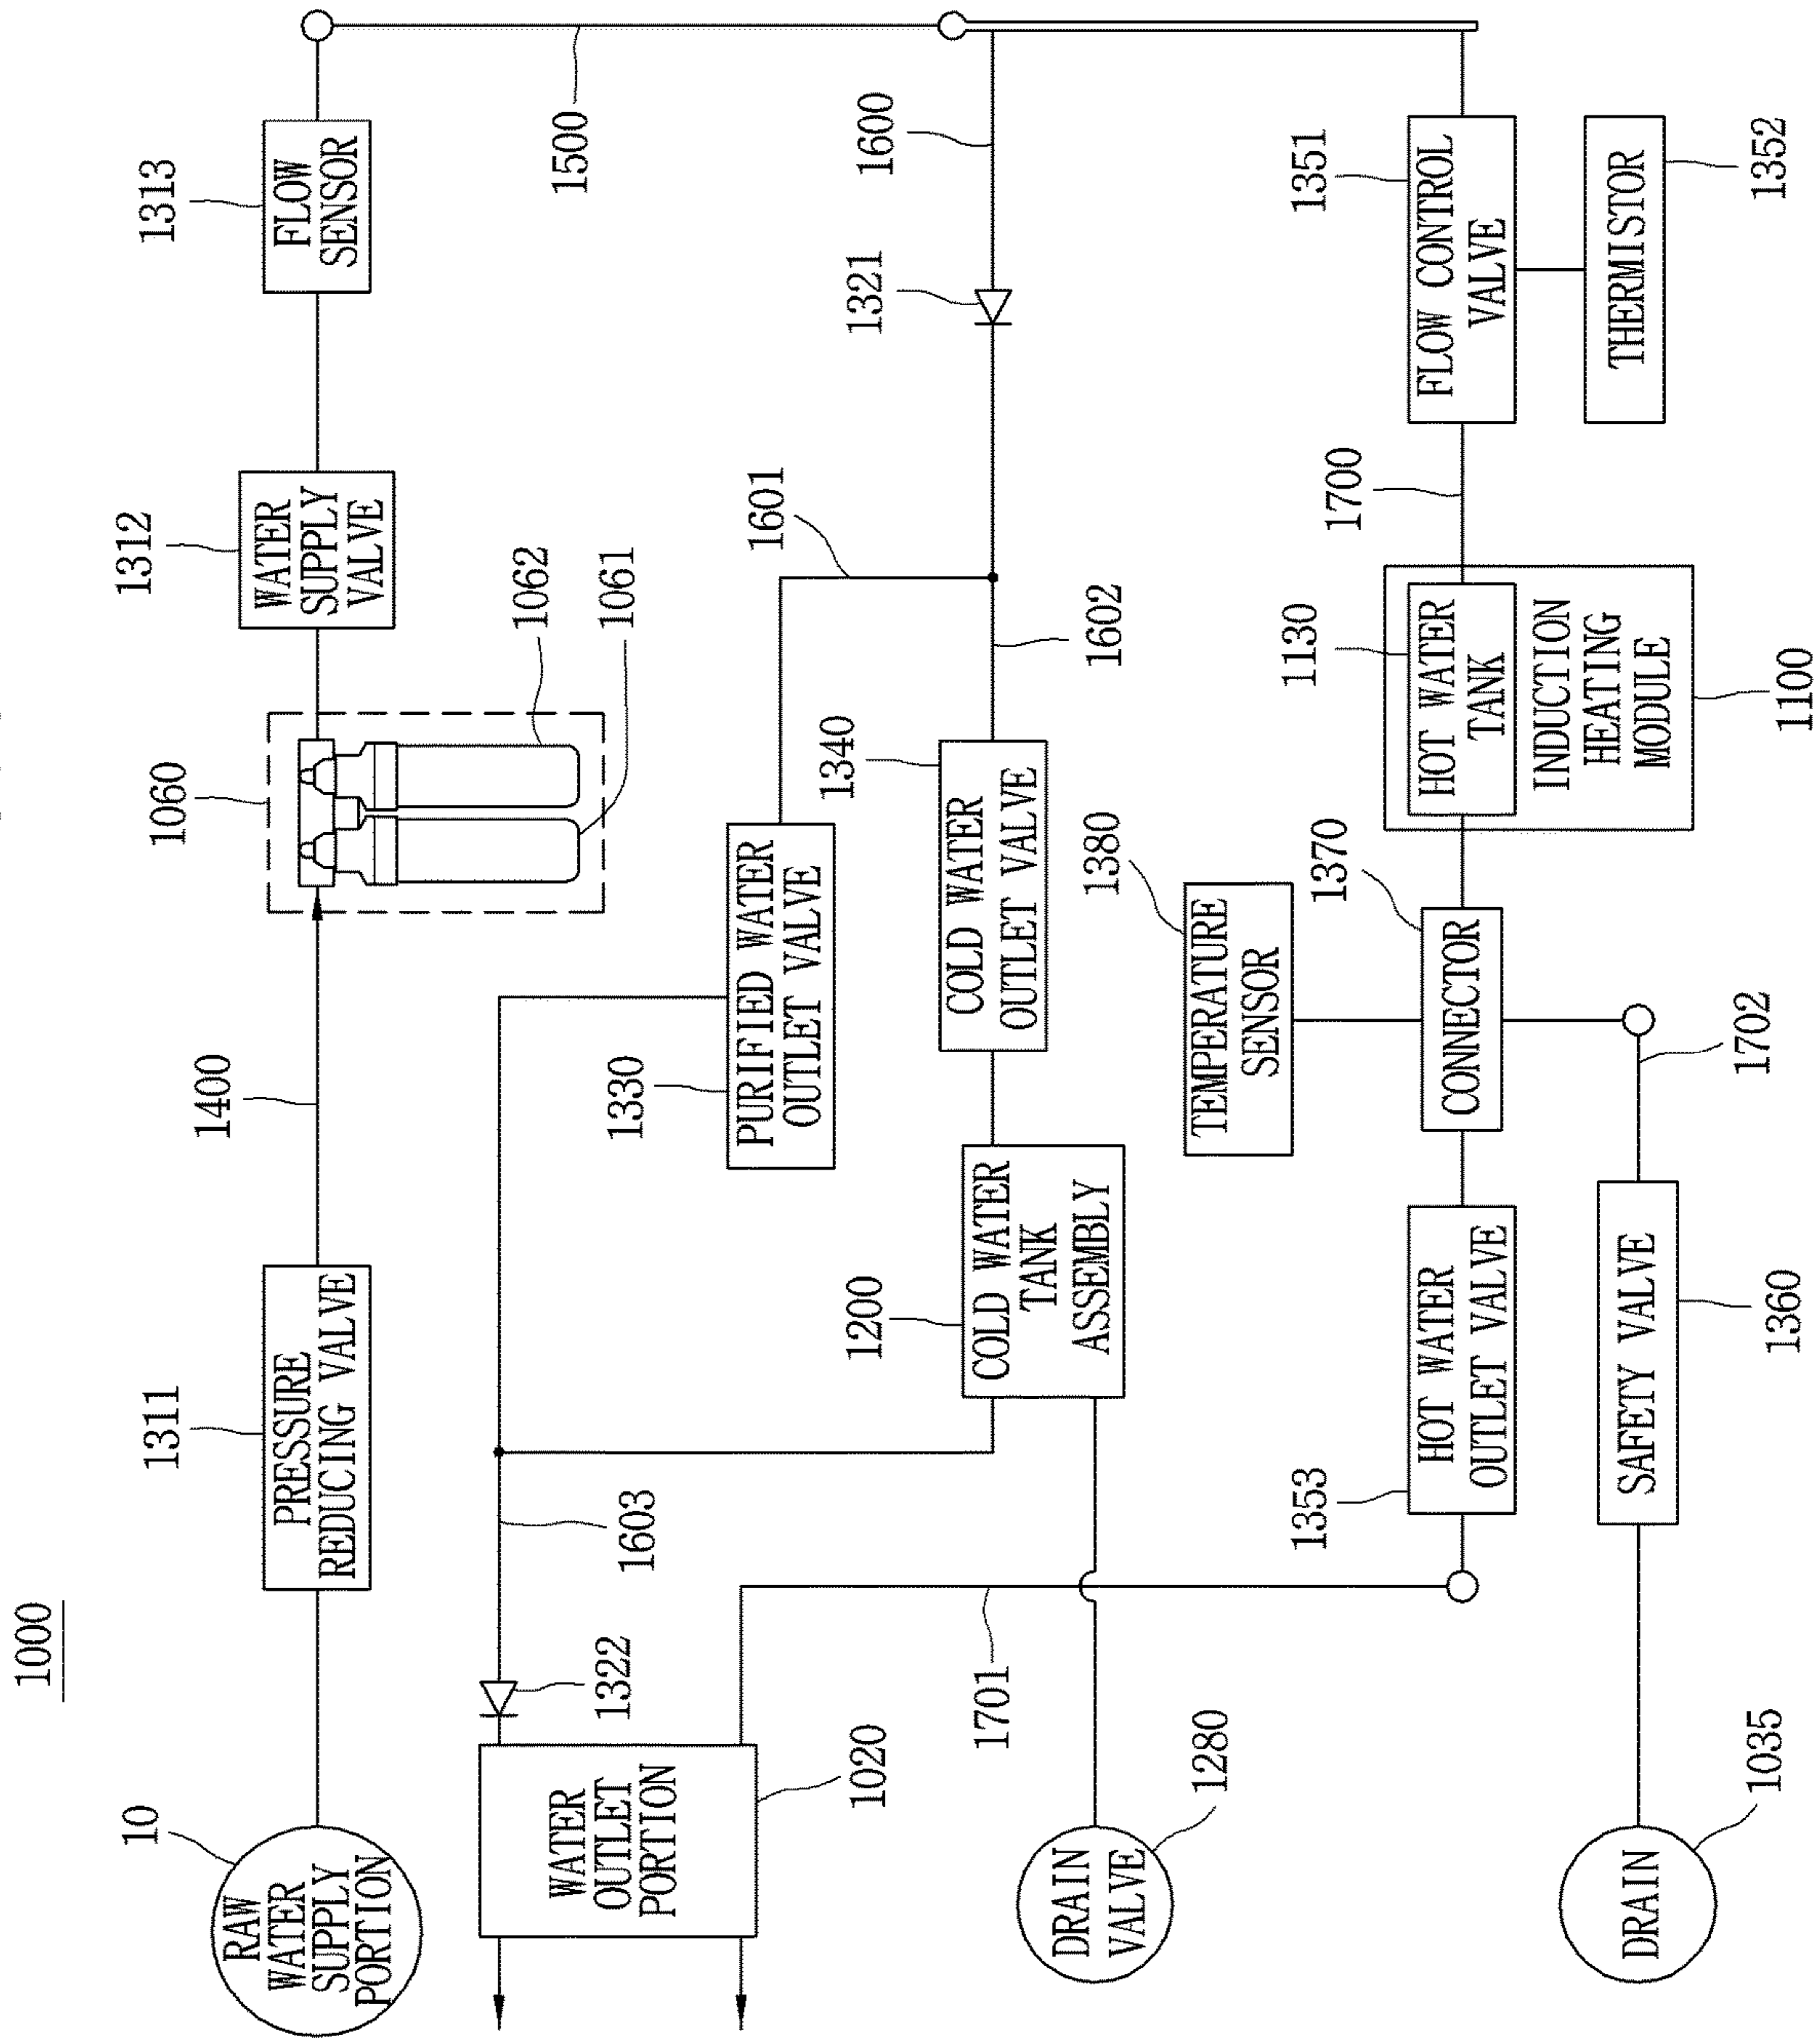 1000
10
RAW
WATER
SUPPLY
PORTION
1311
PRESSURE
REDUCING VALVE
1400
1060
1062
1061
1312
WATER
SUPPLY
VALVE
1313
FLOW
SENSOR
1500
1322
1603
1330
PURIFIED WATER
OUTLET VALVE
1601
1321
1600
WATER
OUTLET
PORTION
1020
1701
1200
COLD WATER
TANK
ASSEMBLY
1340
COLD WATER
OUTLET VALVE
1602
DRAIN
VALVE
1280
1380
TEMPERATURE
SENSOR
1353
HOT WATER
OUTLET VALVE
1370
CONNECTOR
1130
HOT WATER
TANK
INDUCTION
HEATING
MODULE
1100
1700
1351
FLOW CONTROL
VALVE
THERMISTOR
1352
DRAIN
1035
SAFETY VALVE
1360
1702